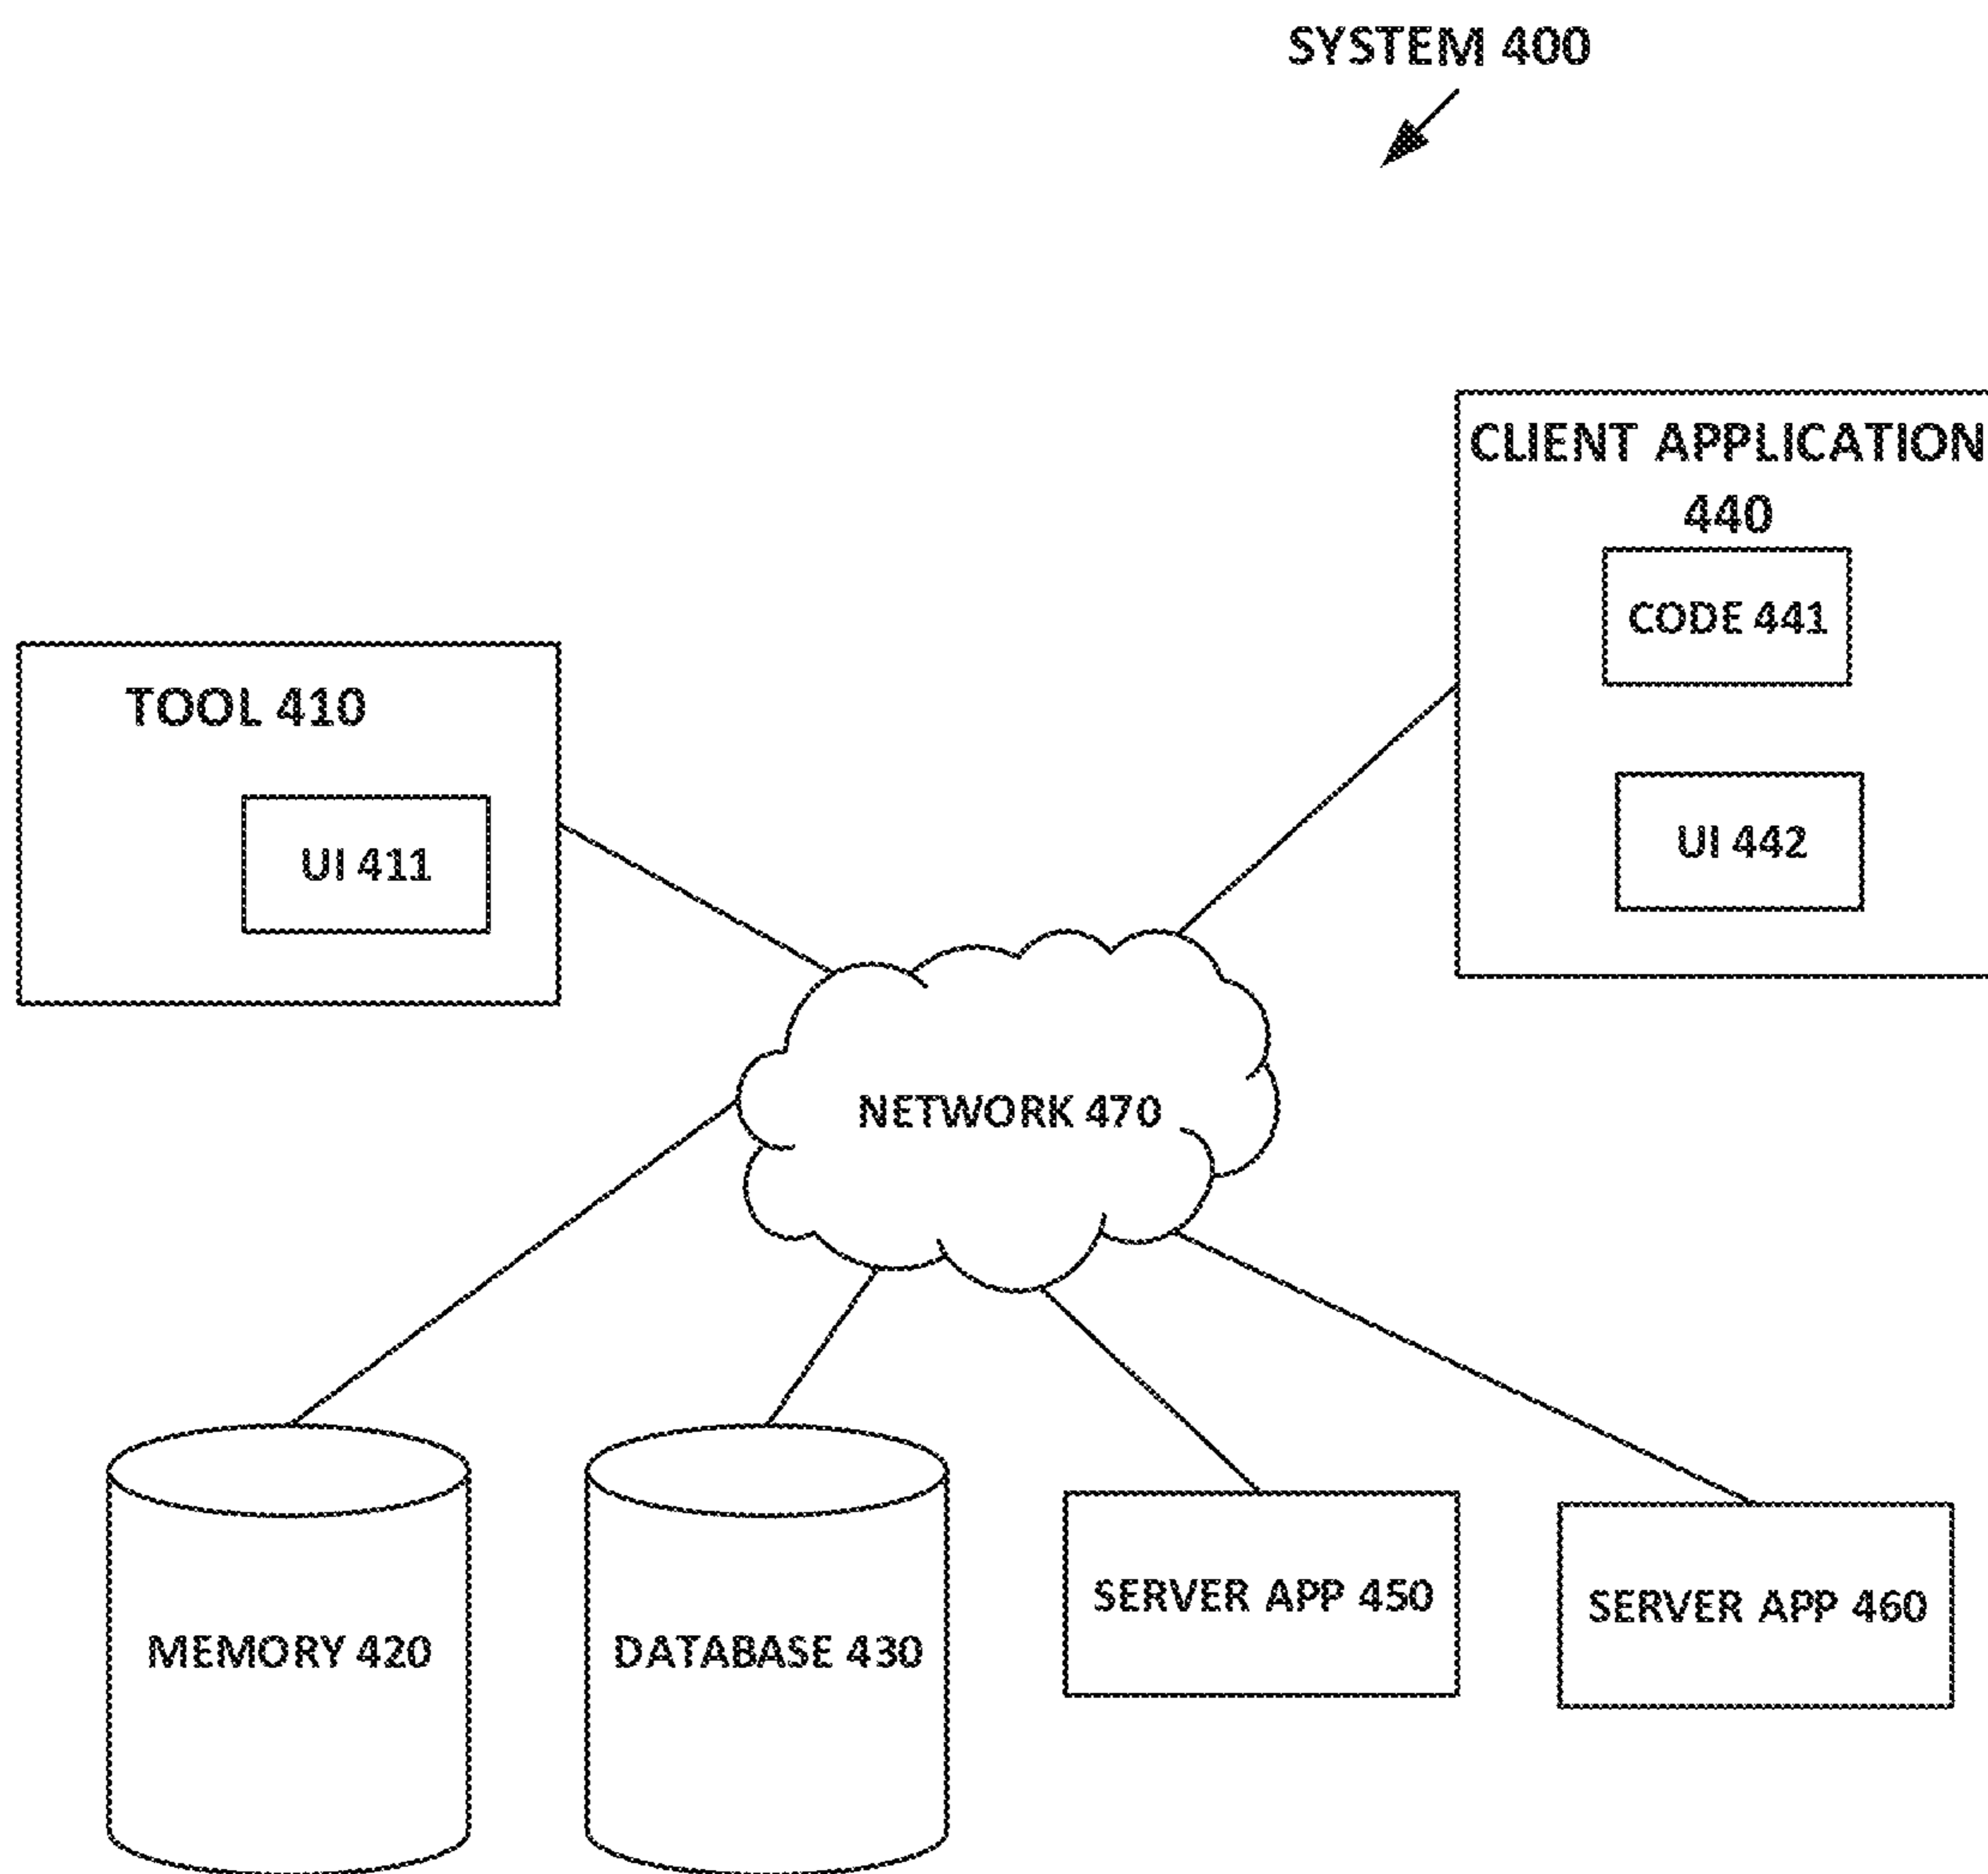 SYSTEM 400
CLIENT APPLICATION
440
CODE 441
UI 442
TOOL 410
UI 411
NETWORK 470
MEMORY 420
DATABASE 430
SERVER APP 450
SERVER APP 460